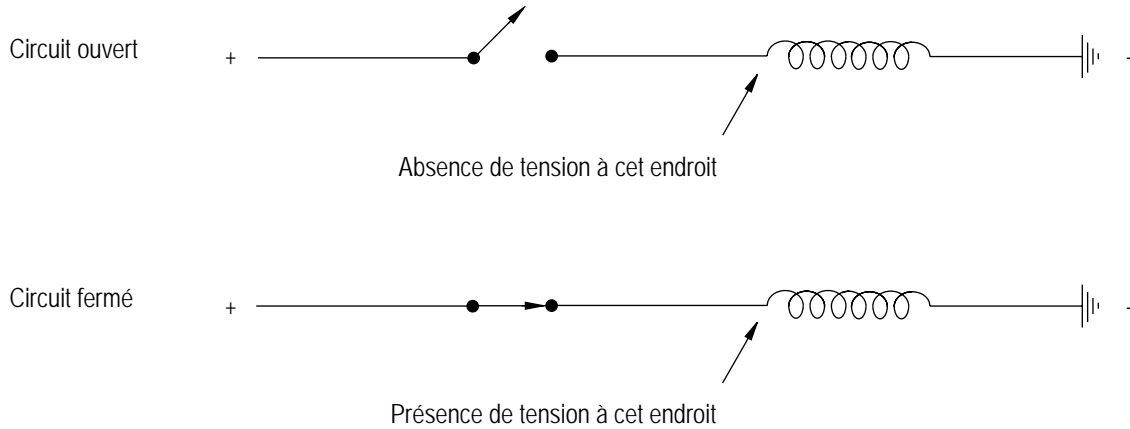 Circuit ouvert + -
Absence de tension à cet endroit
Circuit fermé + -
Présence de tension à cet endroit